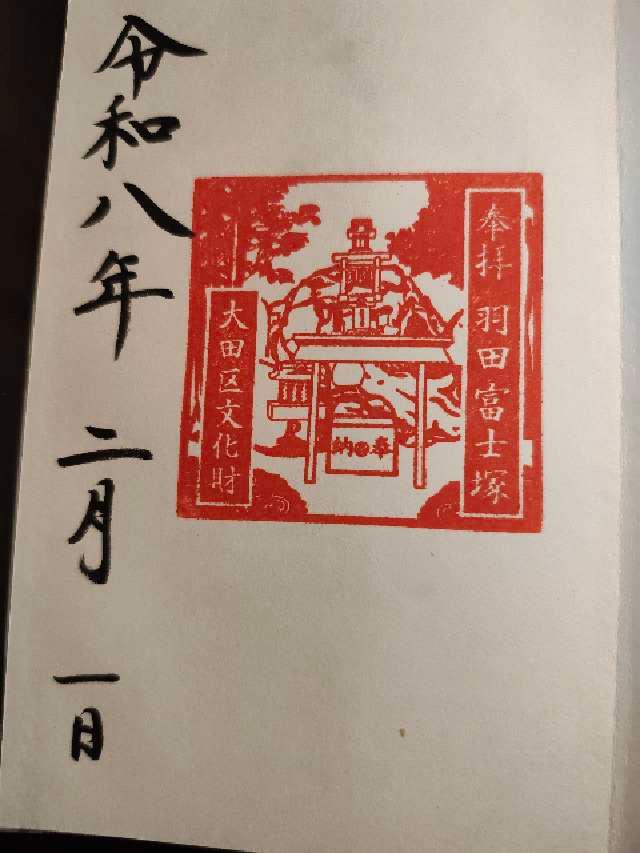 奉拝 羽田富士塚
奉納
大田区文化財
令和八年 二月 一日